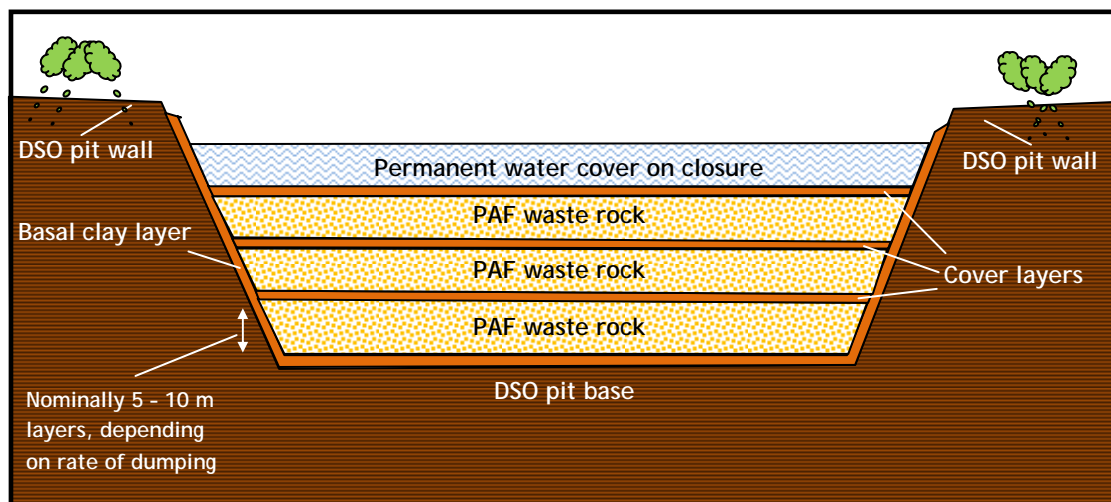 DSO pit wall
DSO pit wall
Permanent water cover on closure
PAF waste rock
Basal clay layer
PAF waste rock
Cover layers
PAF waste rock
DSO pit base
Nominally 5 - 10 m
layers, depending
on rate of dumping